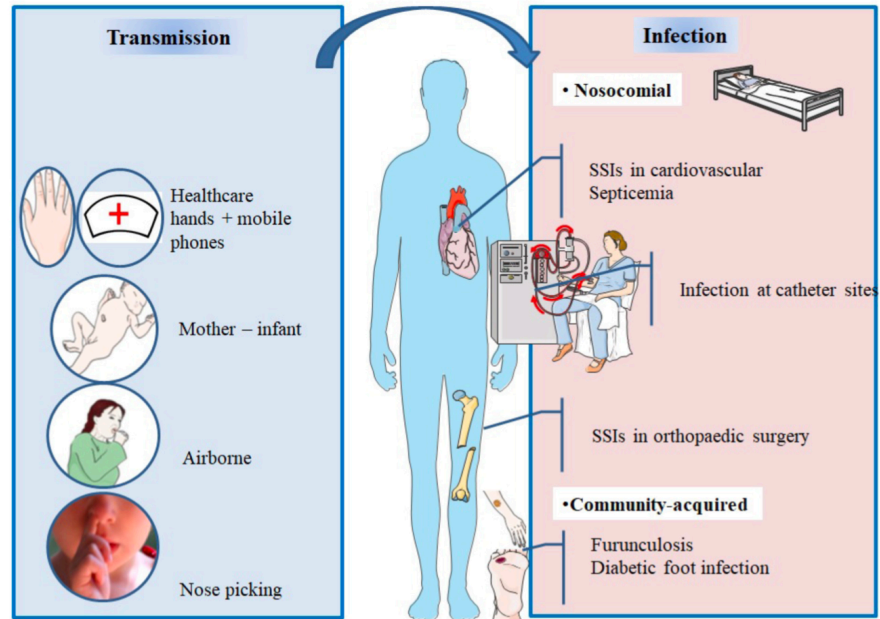 Transmission
Healthcare
hands + mobile
phones
Mother – infant
Airborne
Nose picking
Infection
• Nosocomial
SSIs in cardiovascular
Septicemia
Infection at catheter sites
SSIs in orthopaedic surgery
•Community-acquired
Furunculosis
Diabetic foot infection